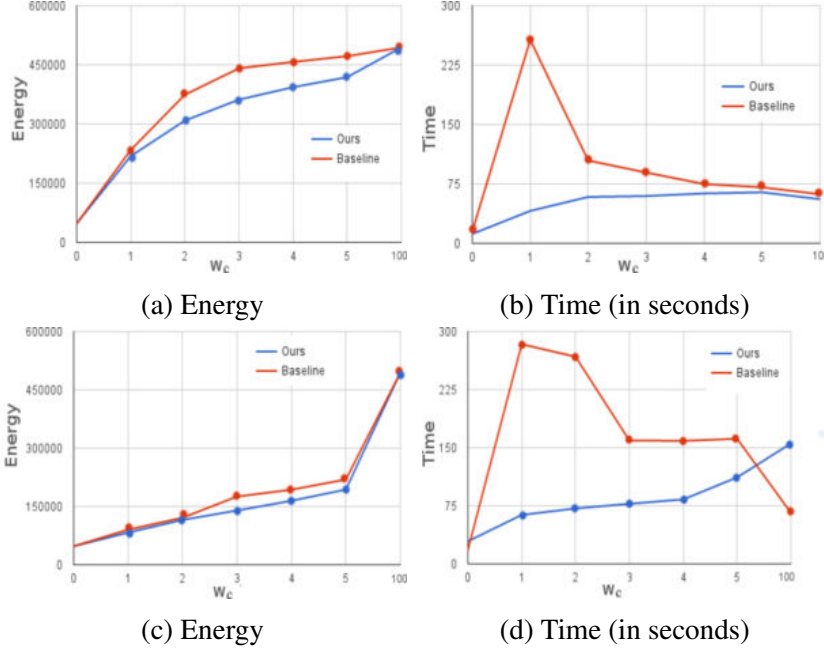 600000
450000
300000
150000
0
Energy
Ours
Baseline
0 1 2 3 4 5 100
Wc
(a) Energy
300
225
150
75
0
Time
Ours
Baseline
0 1 2 3 4 5 10
Wc
(b) Time (in seconds)
600000
450000
300000
150000
0
Energy
Ours
Baseline
0 1 2 3 4 5 100
Wc
(c) Energy
300
225
150
75
0
Time
Ours
Baseline
0 1 2 3 4 5 100
Wc
(d) Time (in seconds)